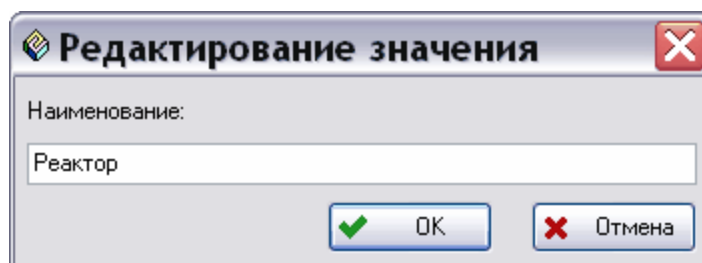 Редактирование значения
Наименование:
Реактор
OK Отмена